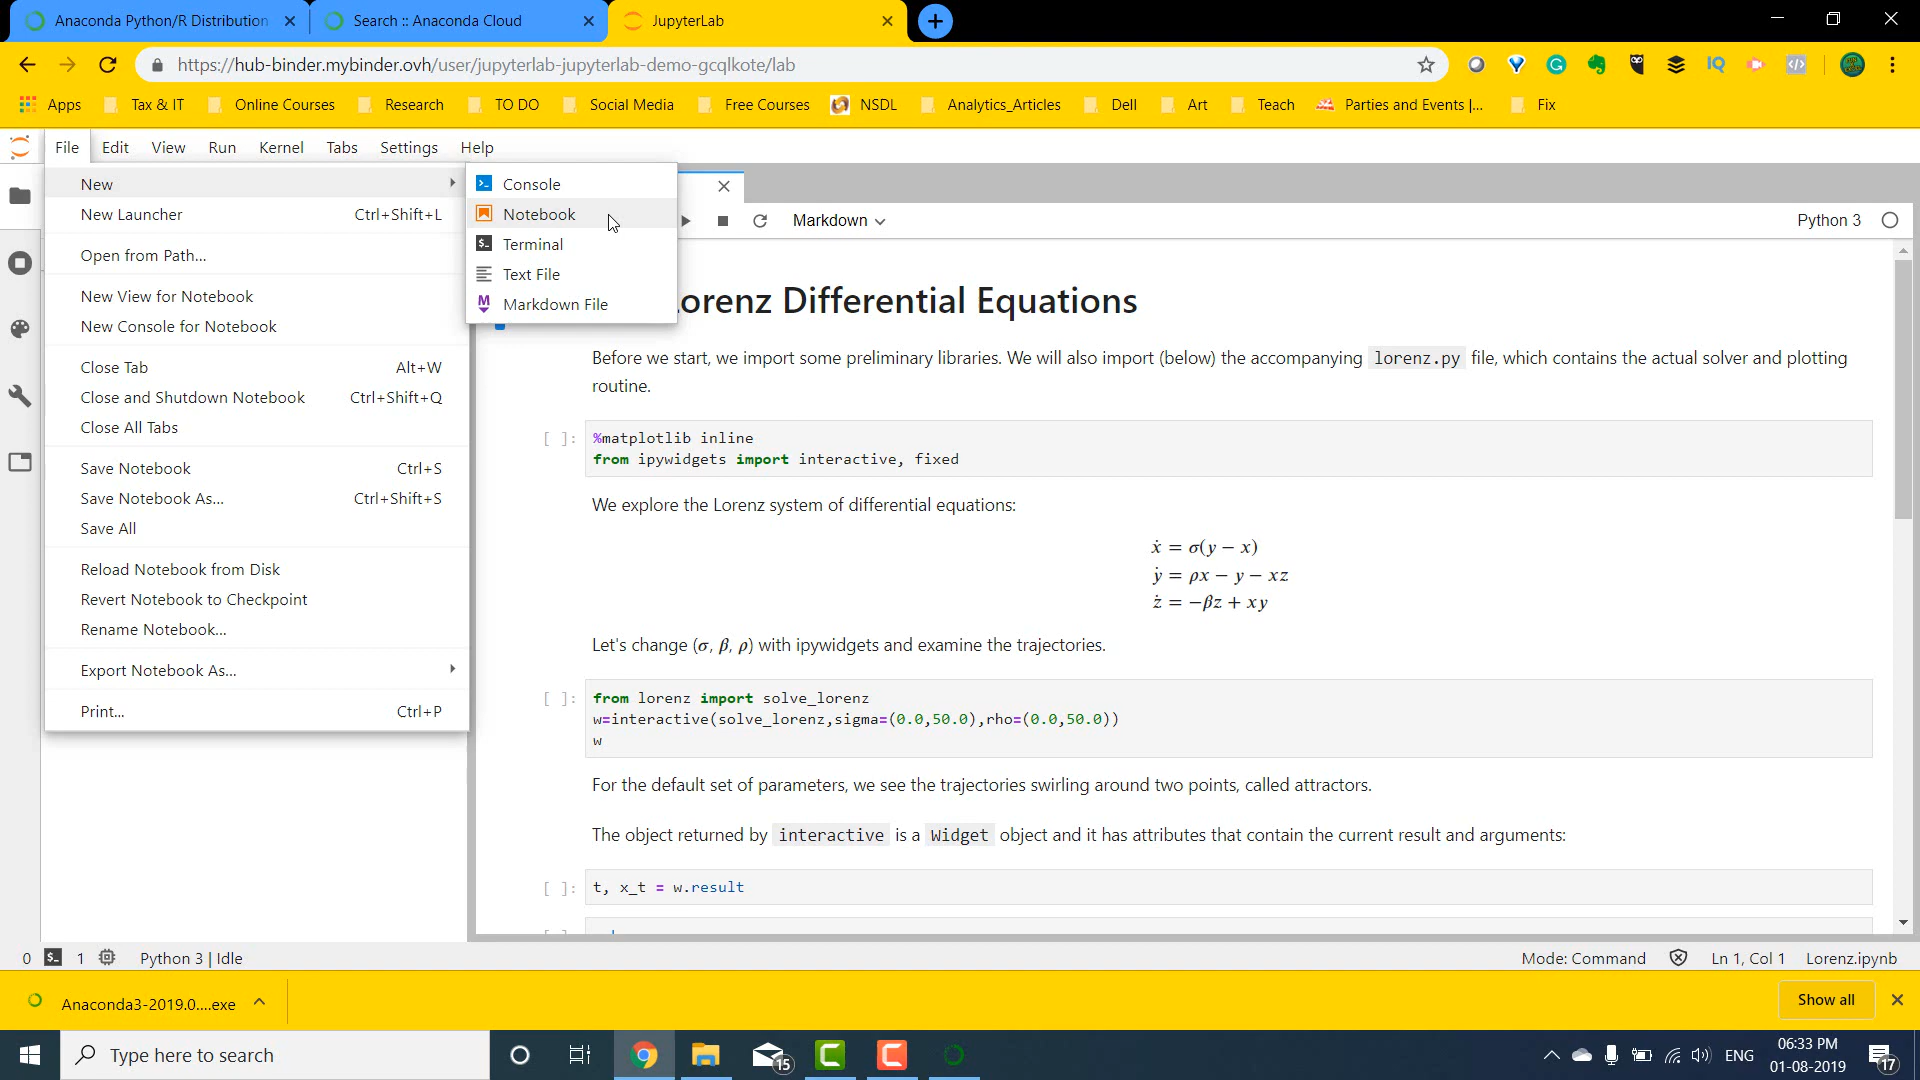 Anaconda Python/R Distribution
Search :: Anaconda Cloud
JupyterLab
https://hub-binder.mybinder.ovh/user/jupyterlab-jupyterlab-demo-gcqlkote/lab
Apps Tax & IT Online Courses Research TO DO Social Media Free Courses NSDL Analytics_Articles Dell Art Teach Parties and Events |... Fix
File Edit View Run Kernel Tabs Settings Help
New
New Launcher Ctrl+Shift+L
Open from Path...
New View for Notebook
New Console for Notebook
Close Tab Alt+W
Close and Shutdown Notebook Ctrl+Shift+Q
Close All Tabs
Save Notebook Ctrl+S
Save Notebook As... Ctrl+Shift+S
Save All
Reload Notebook from Disk
Revert Notebook to Checkpoint
Rename Notebook...
Export Notebook As...
Print... Ctrl+P
Console
Notebook
Terminal
Text File
Markdown File
Markdown Python 3
orenz Differential Equations
Before we start, we import some preliminary libraries. We will also import (below) the accompanying lorenz.py file, which contains the actual solver and plotting
routine.
[ ]: %matplotlib inline
from ipywidgets import interactive, fixed
We explore the Lorenz system of differential equations:
ẋ = σ(y − x)
ẏ = ρx − y − xz
ż = −βz + xy
Let's change (σ, β, ρ) with ipywidgets and examine the trajectories.
[ ]: from lorenz import solve_lorenz
w=interactive(solve_lorenz,sigma=(0.0,50.0),rho=(0.0,50.0))
w
For the default set of parameters, we see the trajectories swirling around two points, called attractors.
The object returned by interactive is a Widget object and it has attributes that contain the current result and arguments:
[ ]: t, x_t = w.result
0 1 Python 3 | Idle Mode: Command Ln 1, Col 1 Lorenz.ipynb
Anaconda3-2019.0....exe Show all
Type here to search 15 ENG 06:33 PM
01-08-2019 17